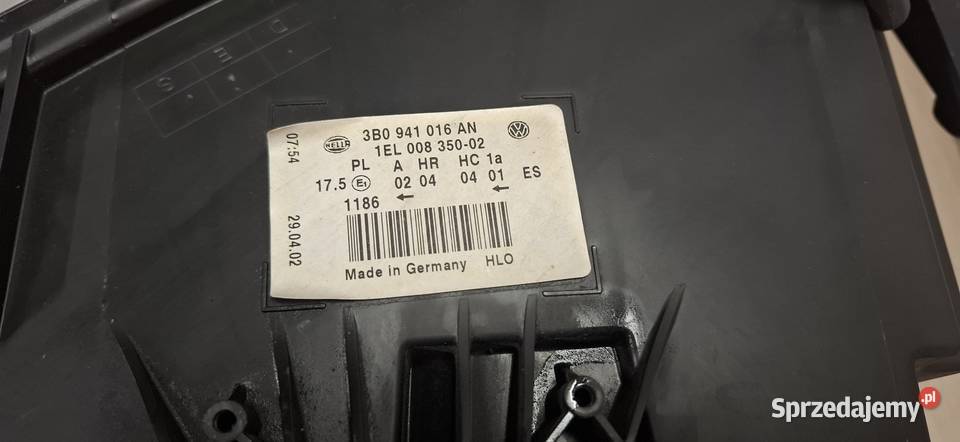 D E S
07:54
29.04.02
HELLA
3B0 941 016 AN
1EL 008 350-02
PL A HR HC 1a
17.5 E1 02 04 04 01 ES
1186 ← ←
Made in Germany HLO
Sprzedajemy.pl